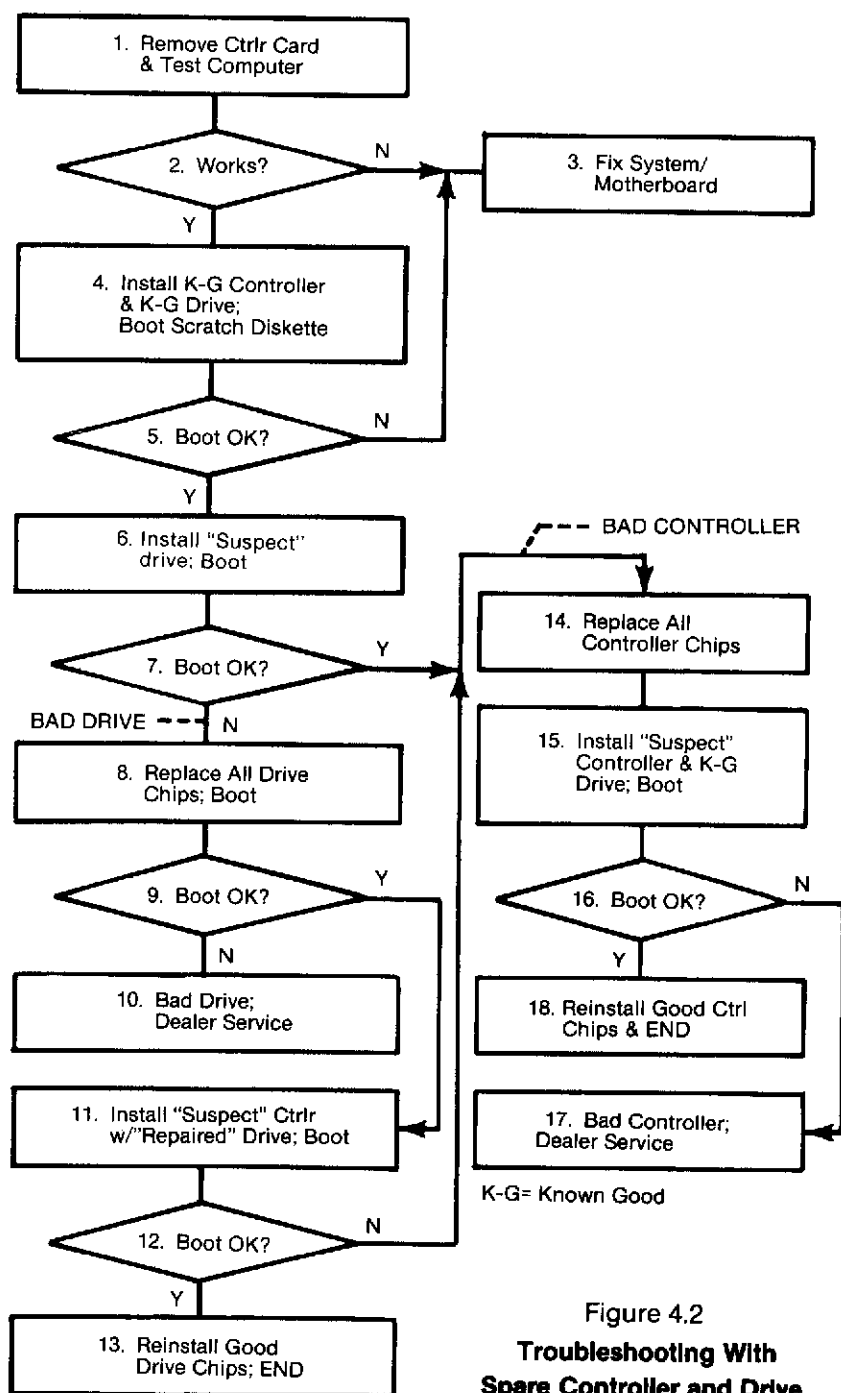 1. Remove Ctrlr Card
& Test Computer
2. Works?
N
Y
3. Fix System/
Motherboard
4. Install K-G Controller
& K-G Drive;
Boot Scratch Diskette
5. Boot OK?
N
Y
6. Install "Suspect"
drive; Boot
7. Boot OK?
Y
BAD DRIVE
N
8. Replace All Drive
Chips; Boot
9. Boot OK?
Y
N
10. Bad Drive;
Dealer Service
11. Install "Suspect" Ctrlr
w/"Repaired" Drive; Boot
12. Boot OK?
N
Y
13. Reinstall Good
Drive Chips; END
BAD CONTROLLER
14. Replace All
Controller Chips
15. Install "Suspect"
Controller & K-G
Drive; Boot
16. Boot OK?
N
Y
18. Reinstall Good Ctrl
Chips & END
17. Bad Controller;
Dealer Service
K-G= Known Good
Figure 4.2
Troubleshooting With
Spare Controller and Drive